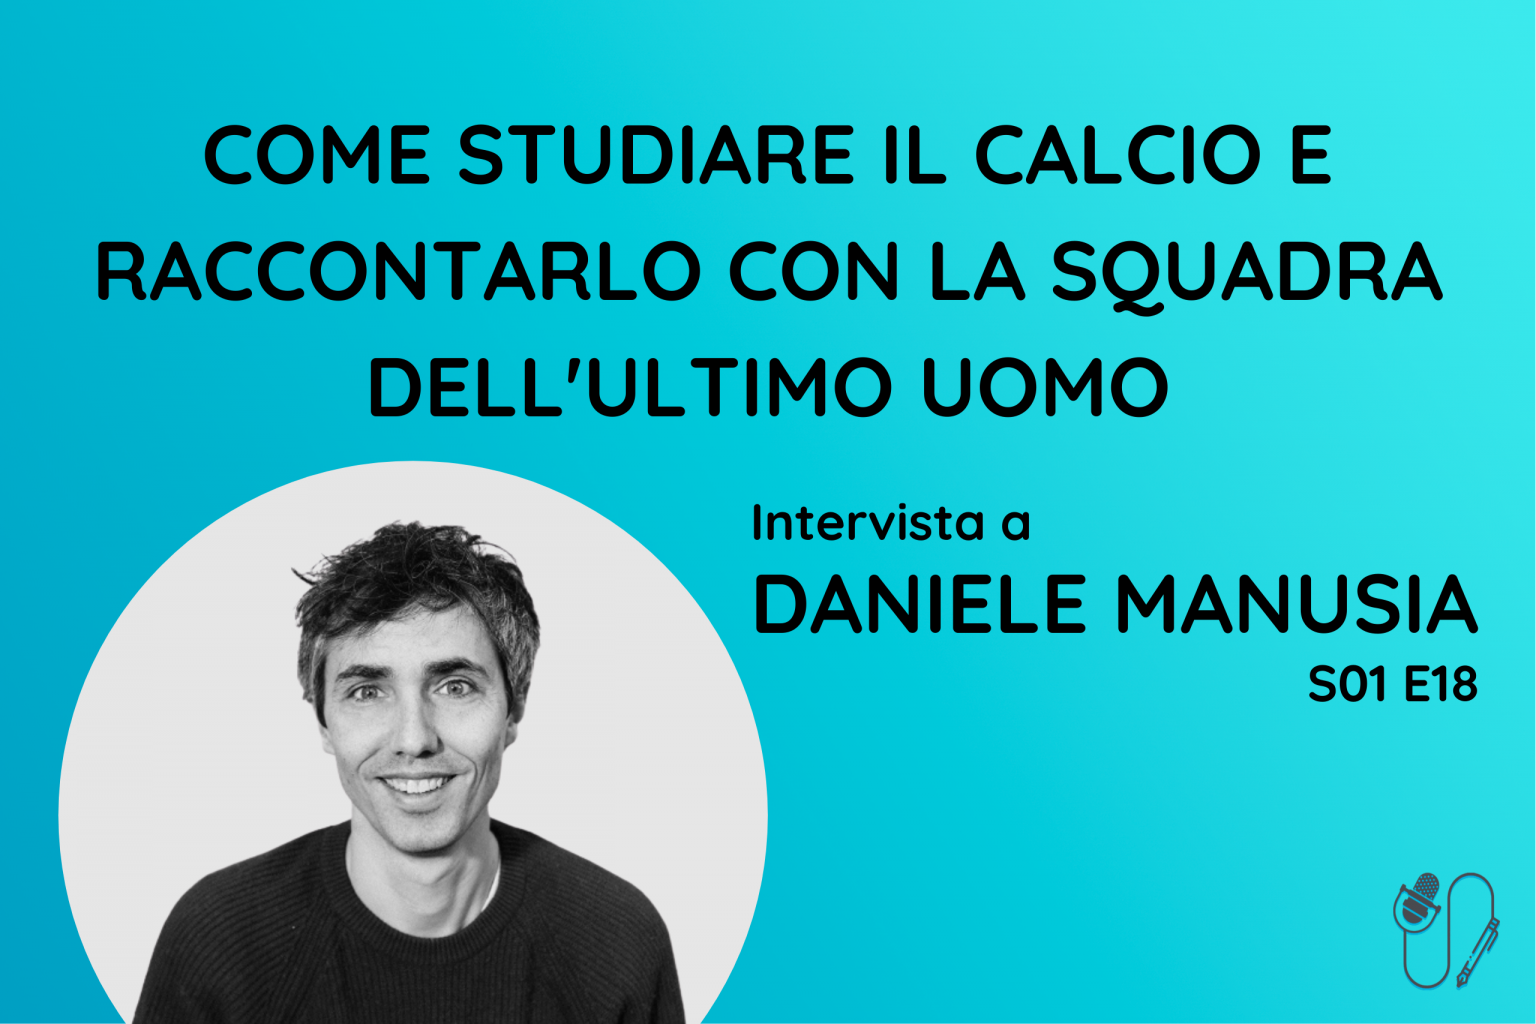 COME STUDIARE IL CALCIO E
RACCONTARLO CON LA SQUADRA
DELL'ULTIMO UOMO
Intervista a
DANIELE MANUSIA
S01 E18